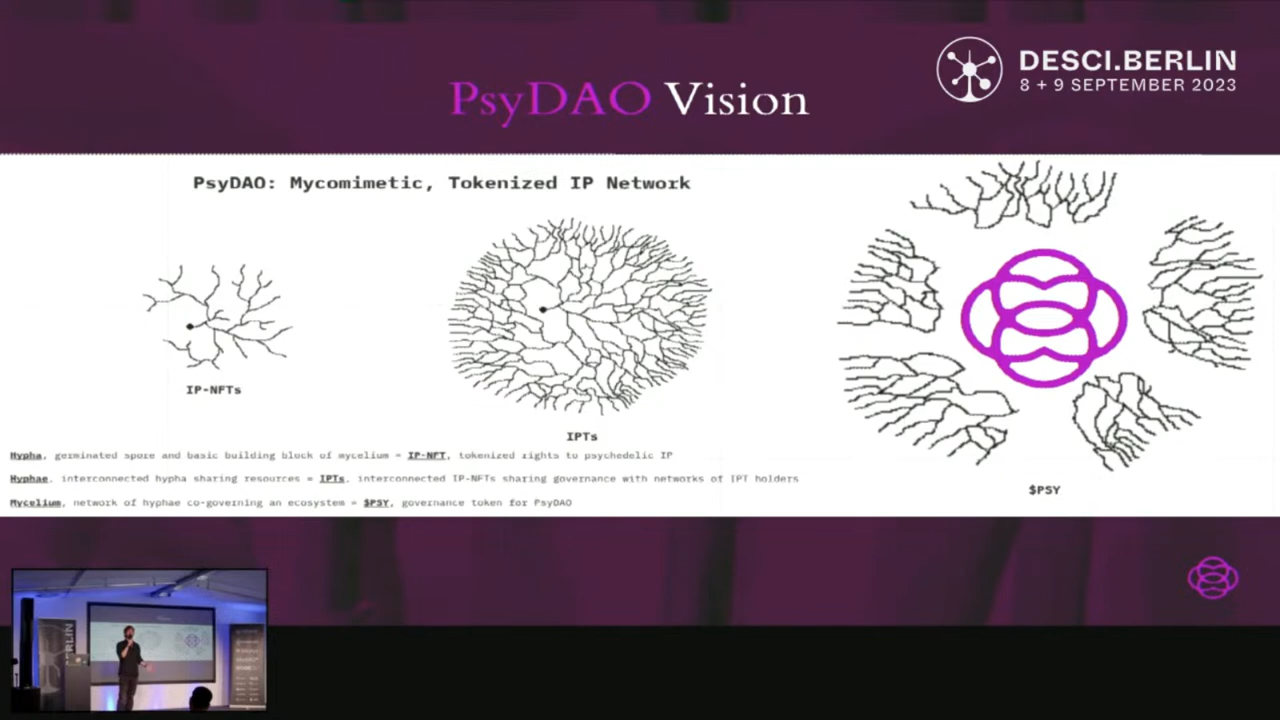 PsyDAO Vision
DESCI.BERLIN
8 + 9 SEPTEMBER 2023
PsyDAO: Mycomimetic, Tokenized IP Network
IP-NFTs
IPTs
$PSY
Hypha, germinated spore and basic building block of mycelium = IP-NFT, tokenized rights to psychedelic IP
Hyphae, interconnected hypha sharing resources = IPTs, interconnected IP-NFTs sharing governance with networks of IPT holders
Mycelium, network of hyphae co-governing an ecosystem = $PSY, governance token for PsyDAO
BERLIN